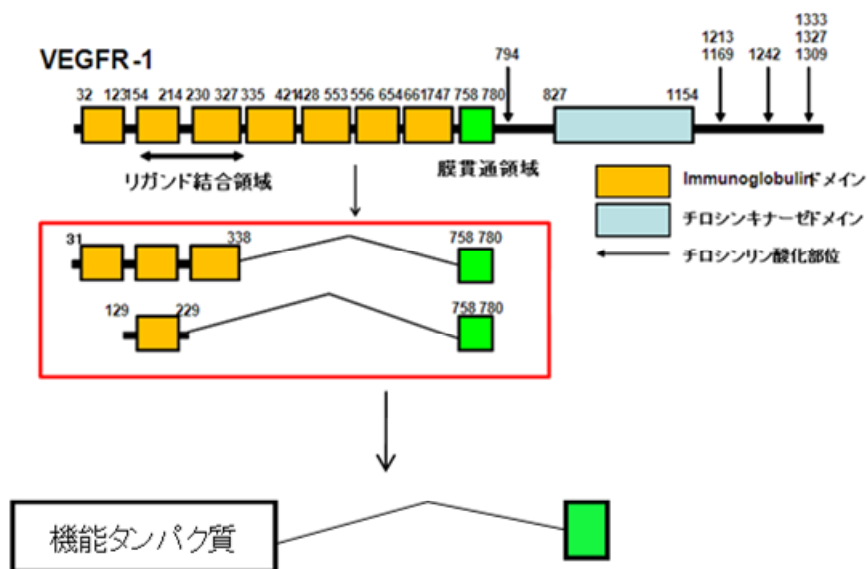 VEGFR-1
794
1213
1169
1242
1333
1327
1309
32 123 154 214 230 327 335 421 428 553 556 654 661 747 758 780 827 1154
リガンド結合領域
膜貫通領域
Immunoglobulinドメイン
チロシンキナーゼドメイン
チロシンリン酸化部位
31 338 758 780
129 229 758 780
機能タンパク質